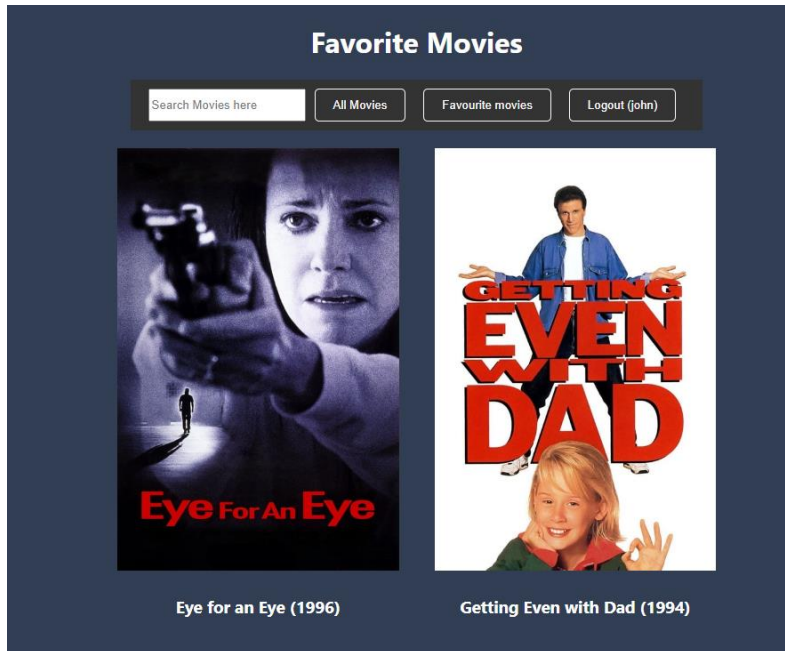 Favorite Movies
Search Movies here
All Movies
Favourite movies
Logout (john)
EYE FOR AN EYE
GETTING
EVEN
WITH
DAD
Eye for an Eye (1996)
Getting Even with Dad (1994)